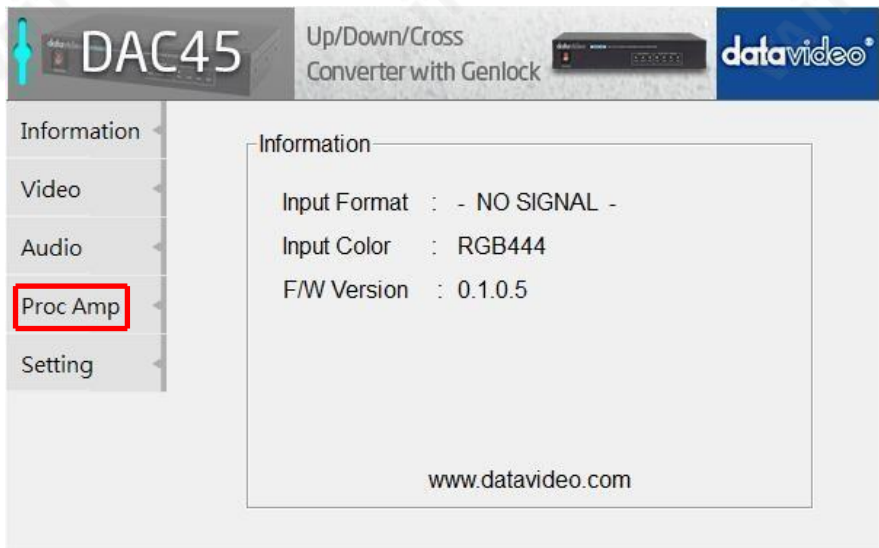 DAC45
Up/Down/Cross
Converter with Genlock
datavideo
Information
Video
Audio
Proc Amp
Setting
Information
Input Format : - NO SIGNAL -
Input Color : RGB444
F/W Version : 0.1.0.5
www.datavideo.com